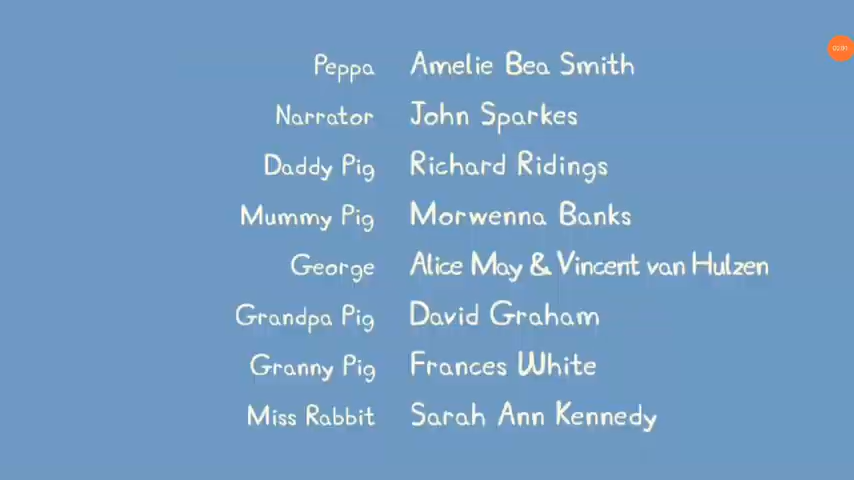 Peppa Amelie Bea Smith
Narrator John Sparkes
Daddy Pig Richard Ridings
Mummy Pig Morwenna Banks
George Alice May & Vincent van Hulzen
Grandpa Pig David Graham
Granny Pig Frances White
Miss Rabbit Sarah Ann Kennedy